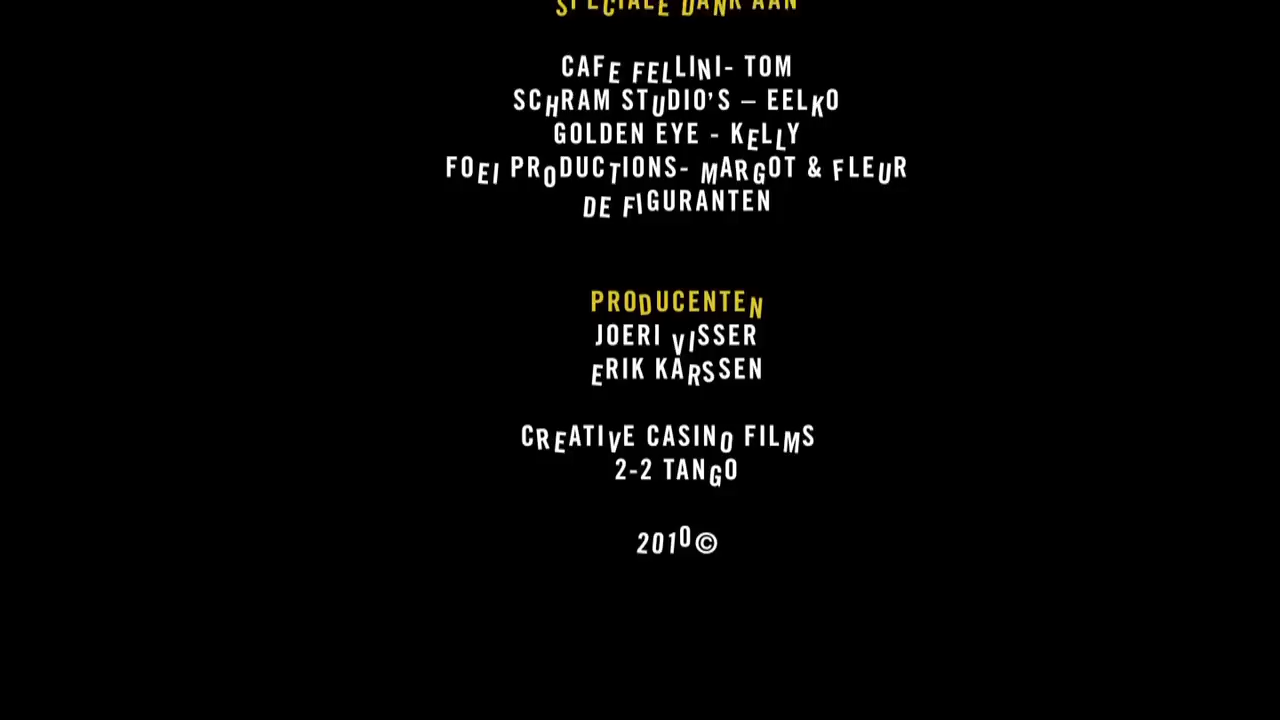 SPECIALE DANK AAN
CAFE FELLINI- TOM
SCHRAM STUDIO'S – EELKO
GOLDEN EYE - KELLY
FOEI PRODUCTIONS- MARGOT & FLEUR
DE FIGURANTEN
PRODUCENTEN
JOERI VISSER
ERIK KARSSEN
CREATIVE CASINO FILMS
2-2 TANGO
2010©